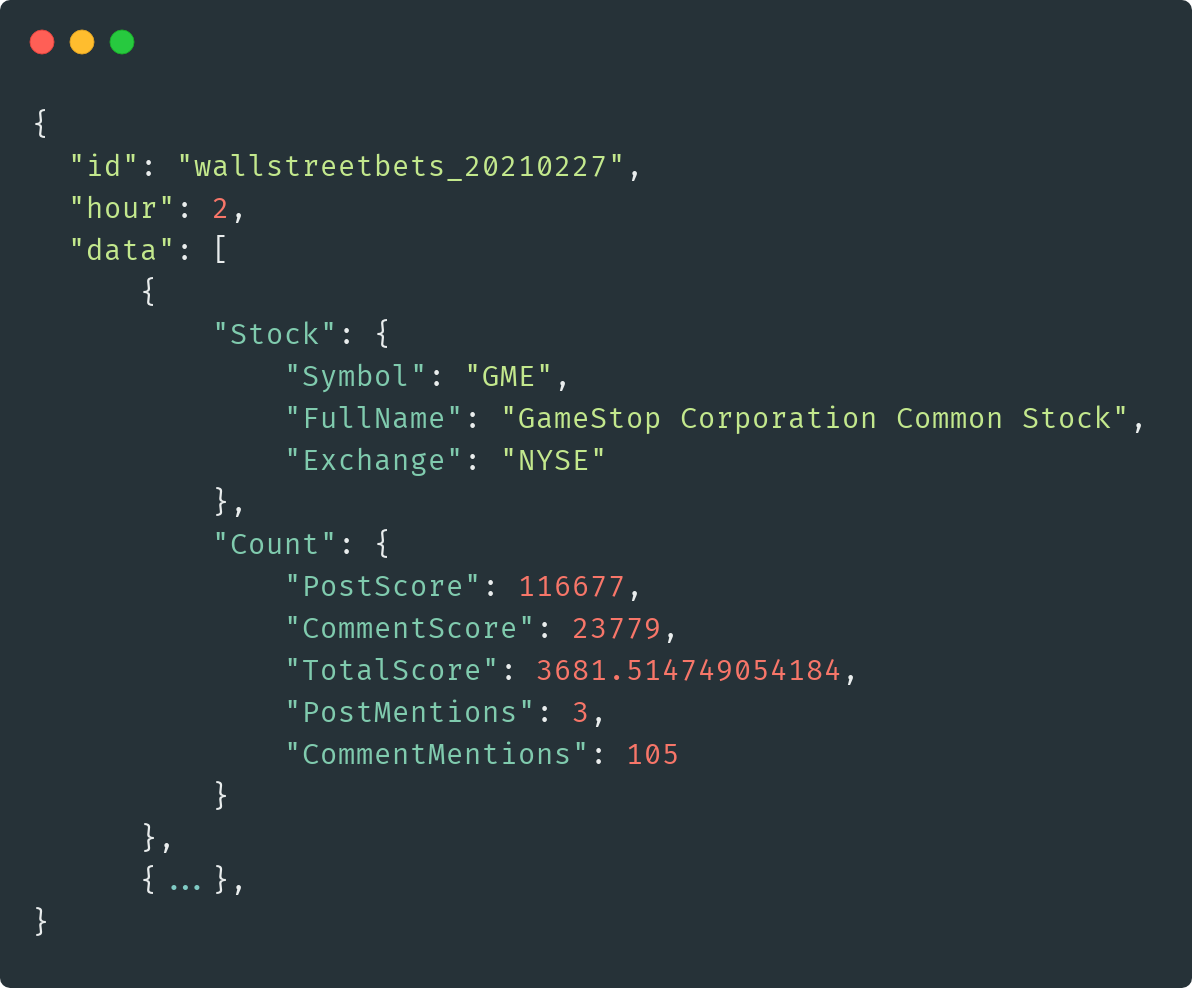 {
  "id": "wallstreetbets_20210227",
  "hour": 2,
  "data": [
      {
          "Stock": {
              "Symbol": "GME",
              "FullName": "GameStop Corporation Common Stock",
              "Exchange": "NYSE"
          },
          "Count": {
              "PostScore": 116677,
              "CommentScore": 23779,
              "TotalScore": 3681.514749054184,
              "PostMentions": 3,
              "CommentMentions": 105
          }
      },
      { ... },
}